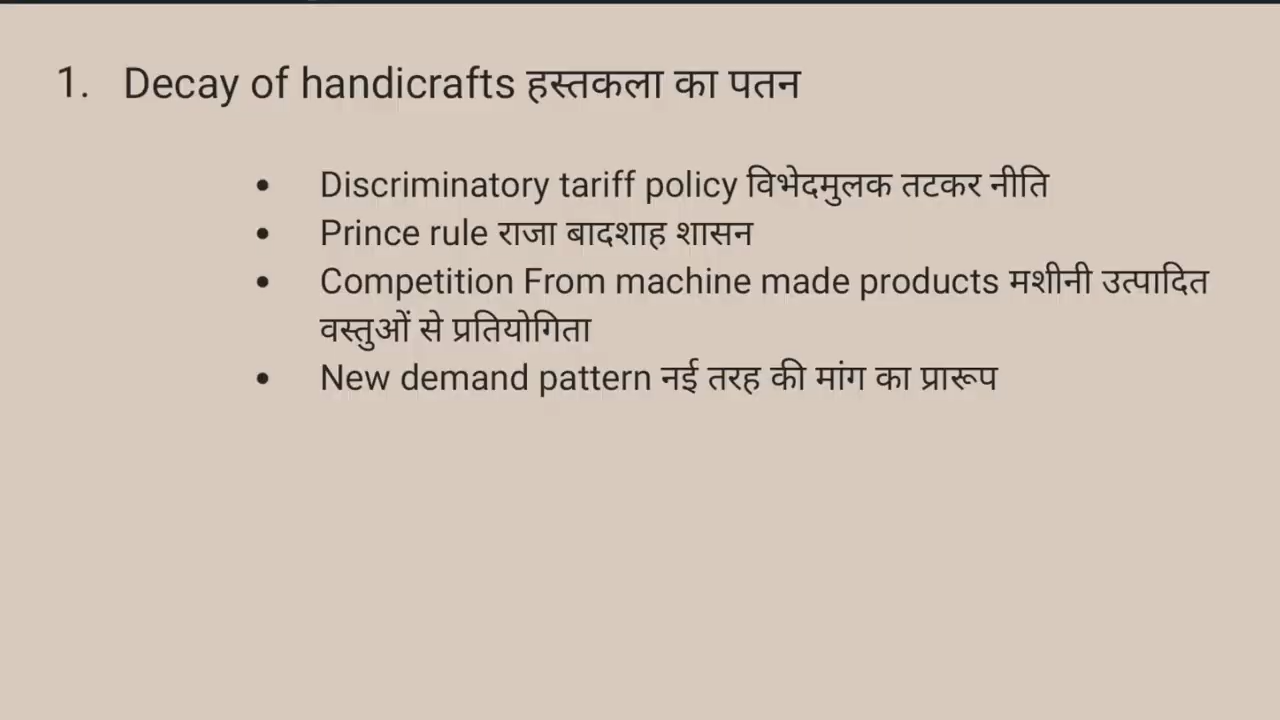 1. Decay of handicrafts हस्तकला का पतन
• Discriminatory tariff policy विभेदमुलक तटकर नीति
• Prince rule राजा बादशाह शासन
• Competition From machine made products मशीनी उत्पादित
वस्तुओं से प्रतियोगिता
• New demand pattern नई तरह की मांग का प्रारूप